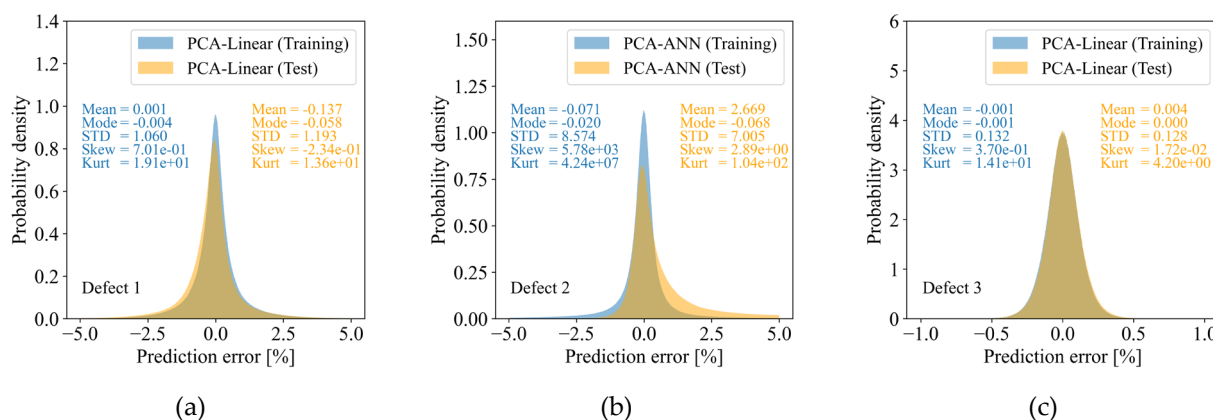 1.4
1.2
1.0
0.8
0.6
0.4
0.2
0.0
Probability density
PCA-Linear (Training)
PCA-Linear (Test)
Mean = 0.001
Mode = -0.004
STD = 1.060
Skew = 7.01e-01
Kurt = 1.91e+01
Mean = -0.137
Mode = -0.058
STD = 1.193
Skew = -2.34e-01
Kurt = 1.36e+01
Defect 1
−5.0 −2.5 0.0 2.5 5.0
Prediction error [%]
(a)
1.50
1.25
1.00
0.75
0.50
0.25
0.00
Probability density
PCA-ANN (Training)
PCA-ANN (Test)
Mean = -0.071
Mode = -0.020
STD = 8.574
Skew = 5.78e+03
Kurt = 4.24e+07
Mean = 2.669
Mode = -0.068
STD = 7.005
Skew = 2.89e+00
Kurt = 1.04e+02
Defect 2
−5.0 −2.5 0.0 2.5 5.0
Prediction error [%]
(b)
6
5
4
3
2
1
0
Probability density
PCA-Linear (Training)
PCA-Linear (Test)
Mean = -0.001
Mode = -0.001
STD = 0.132
Skew = 3.70e-01
Kurt = 1.41e+01
Mean = 0.004
Mode = 0.000
STD = 0.128
Skew = 1.72e-02
Kurt = 4.20e+00
Defect 3
−1.0 −0.5 0.0 0.5 1.0
Prediction error [%]
(c)